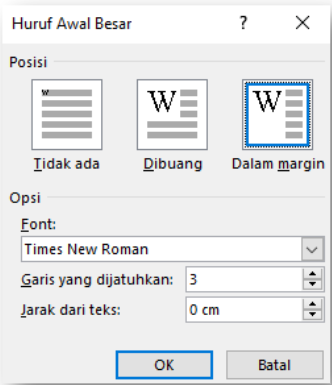 Huruf Awal Besar ?
Posisi
W W W
Tidak ada Dibuang Dalam margin
Opsi
Font:
Times New Roman
Garis yang dijatuhkan: 3
Jarak dari teks: 0 cm
OK Batal